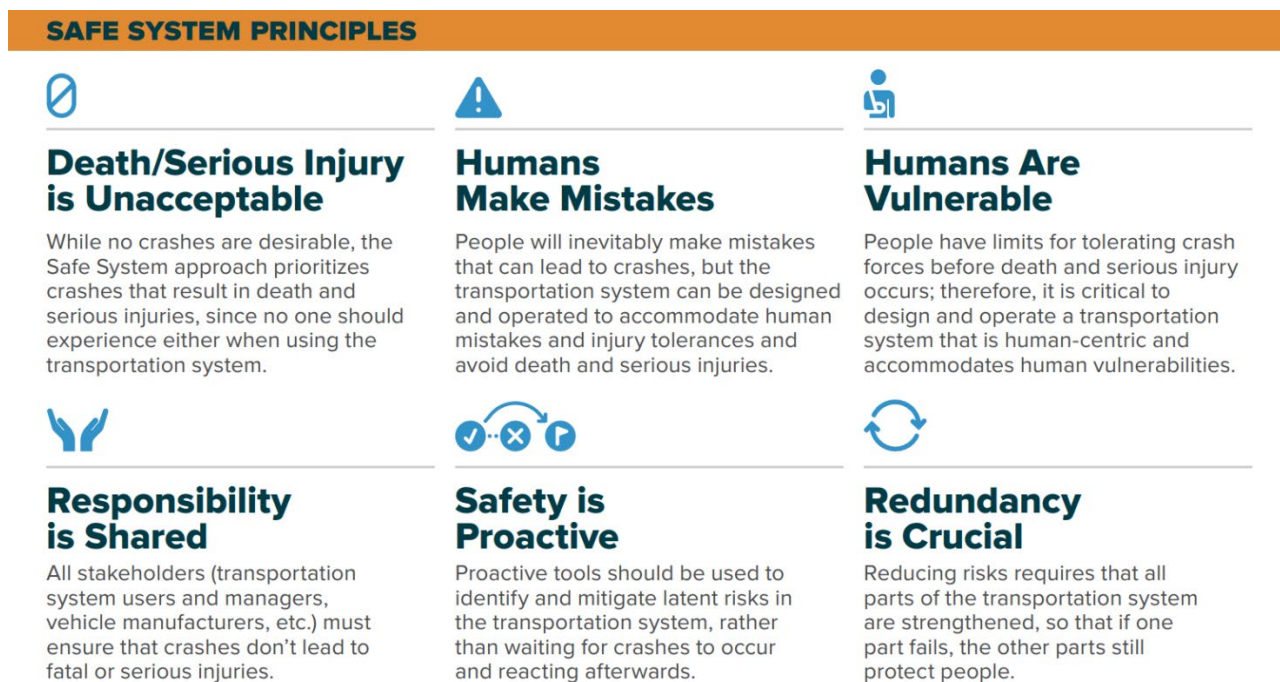 SAFE SYSTEM PRINCIPLES
Death/Serious Injury
is Unacceptable
While no crashes are desirable, the
Safe System approach prioritizes
crashes that result in death and
serious injuries, since no one should
experience either when using the
transportation system.
Humans
Make Mistakes
People will inevitably make mistakes
that can lead to crashes, but the
transportation system can be designed
and operated to accommodate human
mistakes and injury tolerances and
avoid death and serious injuries.
Humans Are
Vulnerable
People have limits for tolerating crash
forces before death and serious injury
occurs; therefore, it is critical to
design and operate a transportation
system that is human-centric and
accommodates human vulnerabilities.
Responsibility
is Shared
All stakeholders (transportation
system users and managers,
vehicle manufacturers, etc.) must
ensure that crashes don’t lead to
fatal or serious injuries.
Safety is
Proactive
Proactive tools should be used to
identify and mitigate latent risks in
the transportation system, rather
than waiting for crashes to occur
and reacting afterwards.
Redundancy
is Crucial
Reducing risks requires that all
parts of the transportation system
are strengthened, so that if one
part fails, the other parts still
protect people.